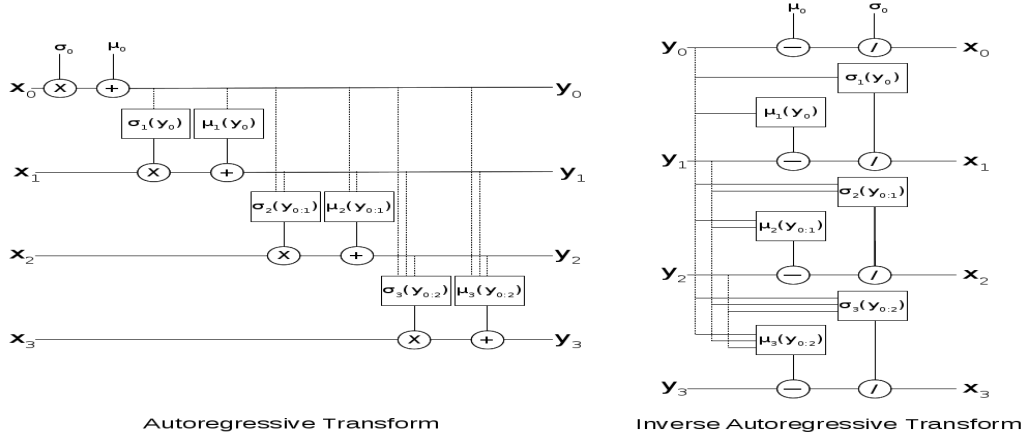 σ₀ μ₀
x₀ × + y₀
σ₁(y₀) μ₁(y₀)
x₁ × + y₁
σ₂(y₀:₁) μ₂(y₀:₁)
x₂ × + y₂
σ₃(y₀:₂) μ₃(y₀:₂)
x₃ × + y₃
Autoregressive Transform
μ₀ σ₀
y₀ − / x₀
σ₁(y₀)
μ₁(y₀)
y₁ − / x₁
σ₂(y₀:₁)
μ₂(y₀:₁)
y₂ − / x₂
σ₃(y₀:₂)
μ₃(y₀:₂)
y₃ − / x₃
Inverse Autoregressive Transform